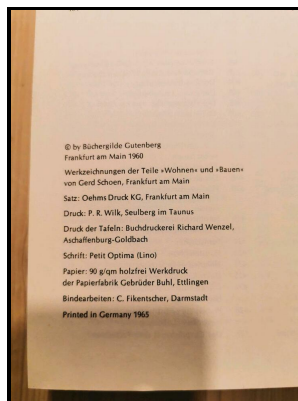 © by Büchergilde Gutenberg
Frankfurt am Main 1960
Werkzeichnungen der Teile »Wohnen« und »Bauen«
von Gerd Schoen, Frankfurt am Main
Satz: Oehms Druck KG, Frankfurt am Main
Druck: P. R. Wilk, Seulberg im Taunus
Druck der Tafeln: Buchdruckerei Richard Wenzel,
Aschaffenburg-Goldbach
Schrift: Petit Optima (Lino)
Papier: 90 g/qm holzfrei Werkdruck
der Papierfabrik Gebrüder Buhl, Ettlingen
Bindearbeiten: C. Fikentscher, Darmstadt
Printed in Germany 1965